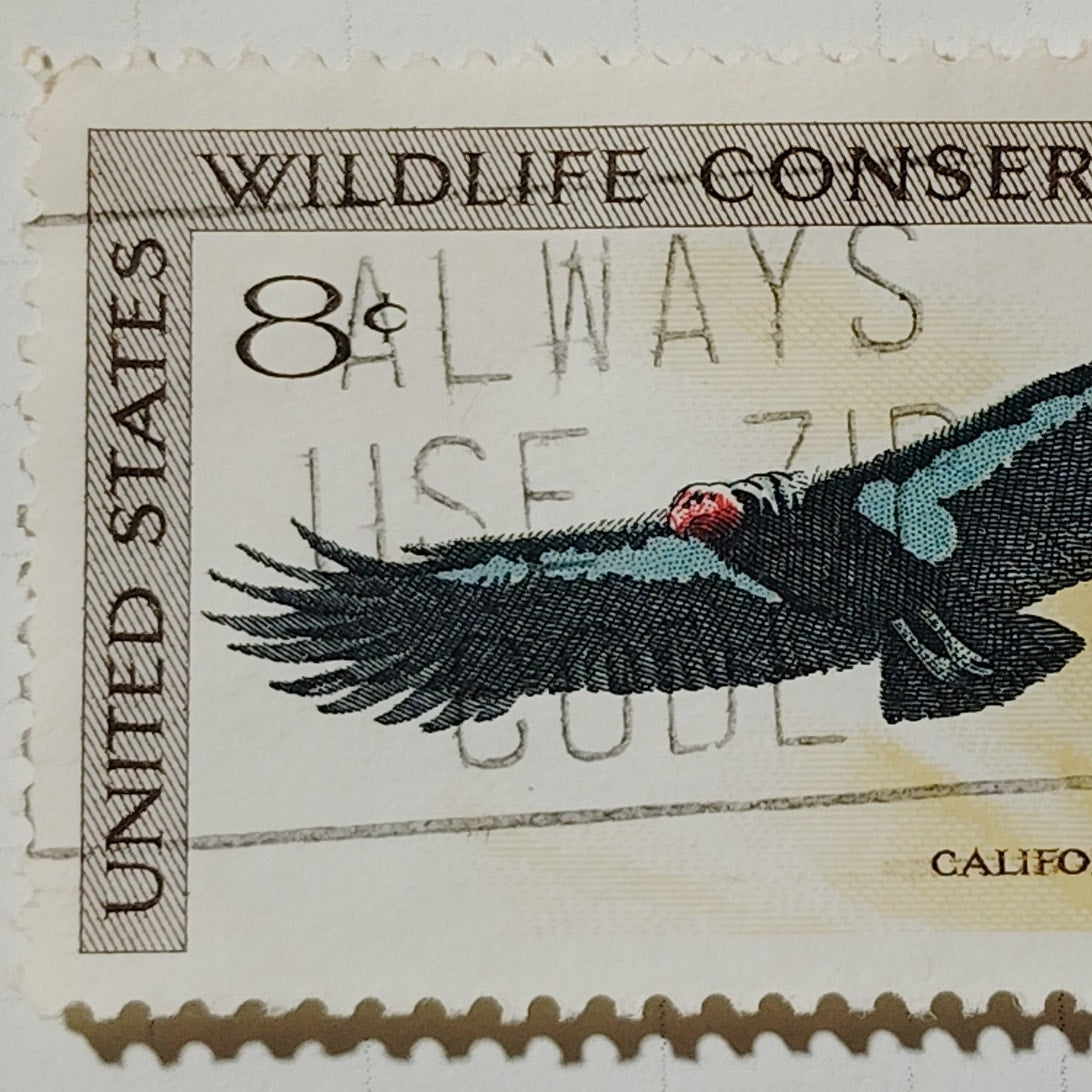 WILDLIFE CONSER
UNITED STATES
8¢
ALWAYS
USE ZIP
CODE
CALIFO